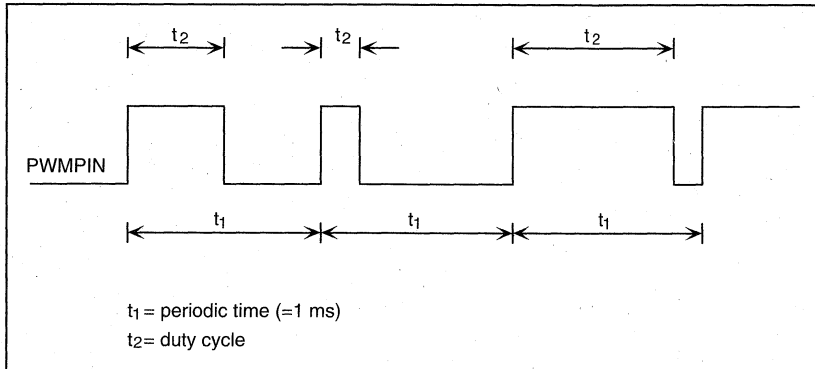 t2 t2 t2
PWMPIN
t1 t1 t1
t1= periodic time (=1 ms)
t2= duty cycle